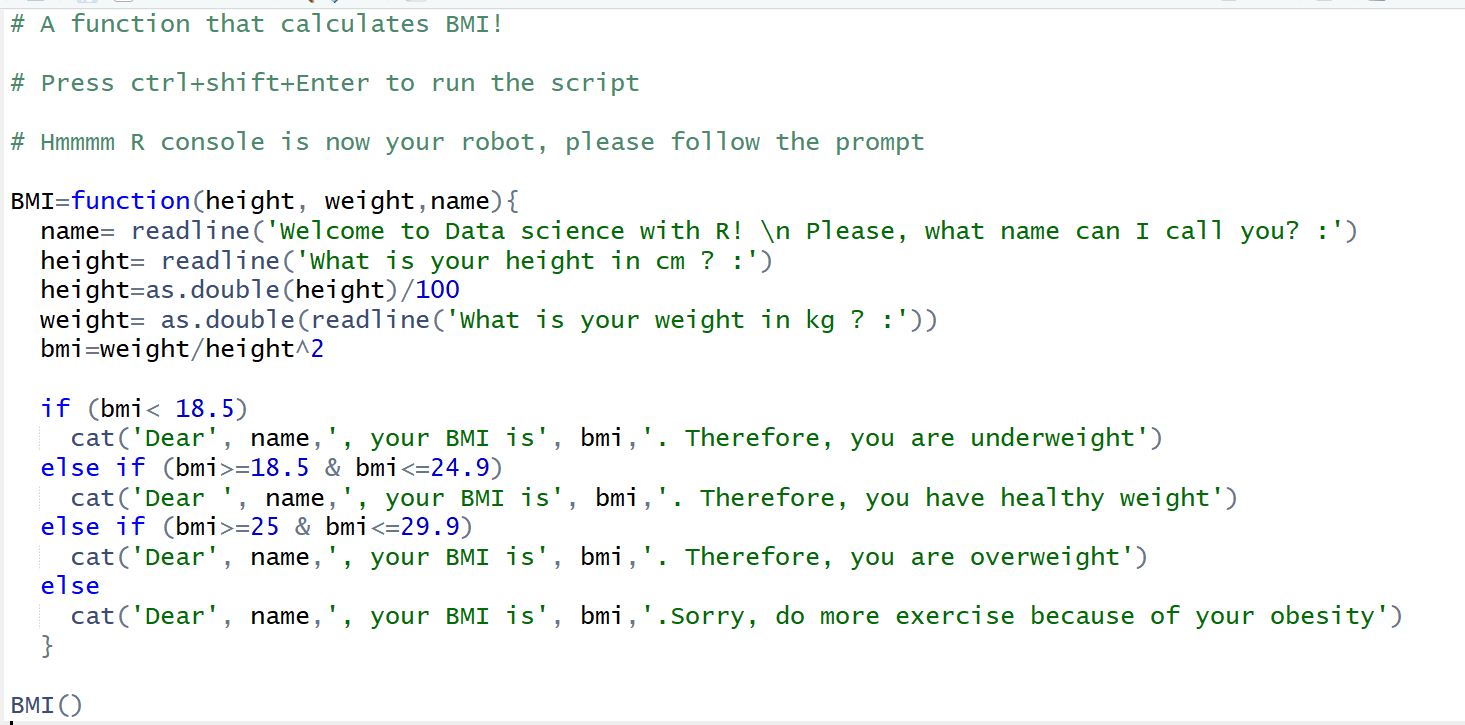 # A function that calculates BMI!
# Press ctrl+shift+Enter to run the script
# Hmmmm R console is now your robot, please follow the prompt
BMI=function(height, weight,name){
  name= readline('Welcome to Data science with R! \n Please, what name can I call you? :')
  height= readline('What is your height in cm ? :')
  height=as.double(height)/100
  weight= as.double(readline('What is your weight in kg ? :'))
  bmi=weight/height^2
  if (bmi< 18.5)
    cat('Dear', name,', your BMI is', bmi,'. Therefore, you are underweight')
  else if (bmi>=18.5 & bmi<=24.9)
    cat('Dear ', name,', your BMI is', bmi,'. Therefore, you have healthy weight')
  else if (bmi>=25 & bmi<=29.9)
    cat('Dear', name,', your BMI is', bmi,'. Therefore, you are overweight')
  else
    cat('Dear', name,', your BMI is', bmi,'.Sorry, do more exercise because of your obesity')
  }
BMI()